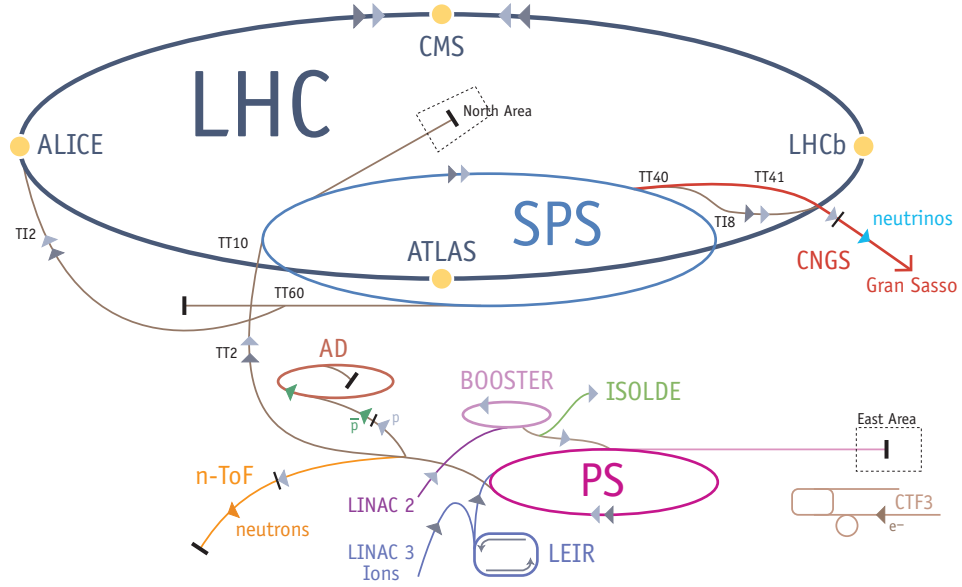 CMS
LHC
North Area
ALICE
LHCb
TT40
TT41
SPS
TI8
neutrinos
TI2
TT10
ATLAS
CNGS
Gran Sasso
TT60
TT2
AD
BOOSTER
ISOLDE
p̅
p
East Area
n-ToF
PS
LINAC 2
CTF3
neutrons
e–
LINAC 3
Ions
LEIR